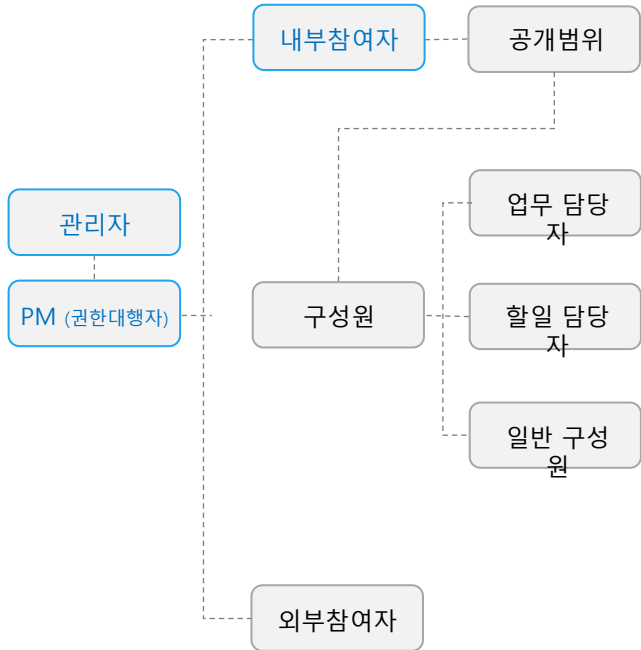 내부참여자
공개범위
관리자
PM (권한대행자)
구성원
업무 담당
자
할일 담당
자
일반 구성
원
외부참여자